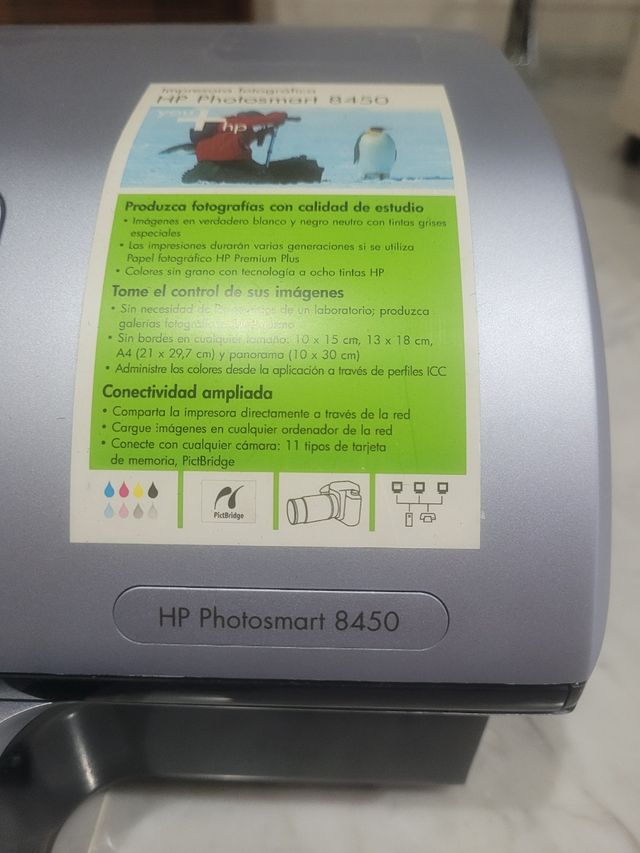 Impresora fotográfica
HP Photosmart 8450
you
hp
Produzca fotografías con calidad de estudio
• Imágenes en verdadero blanco y negro neutro con tintas grises
especiales
• Las impresiones durarán varias generaciones si se utiliza
Papel fotográfico HP Premium Plus
• Colores sin grano con tecnología a ocho tintas HP
Tome el control de sus imágenes
• Sin necesidad de de un laboratorio; produzca
galerías
• Sin bordes en cualquier tamaño: 10 x 15 cm, 13 x 18 cm,
A4 (21 x 29,7 cm) y panorama (10 x 30 cm)
• Administre los colores desde la aplicación a través de perfiles ICC
Conectividad ampliada
• Comparta la impresora directamente a través de la red
• Cargue imágenes en cualquier ordenador de la red
• Conecte con cualquier cámara: 11 tipos de tarjeta
de memoria, PictBridge
PictBridge
HP Photosmart 8450